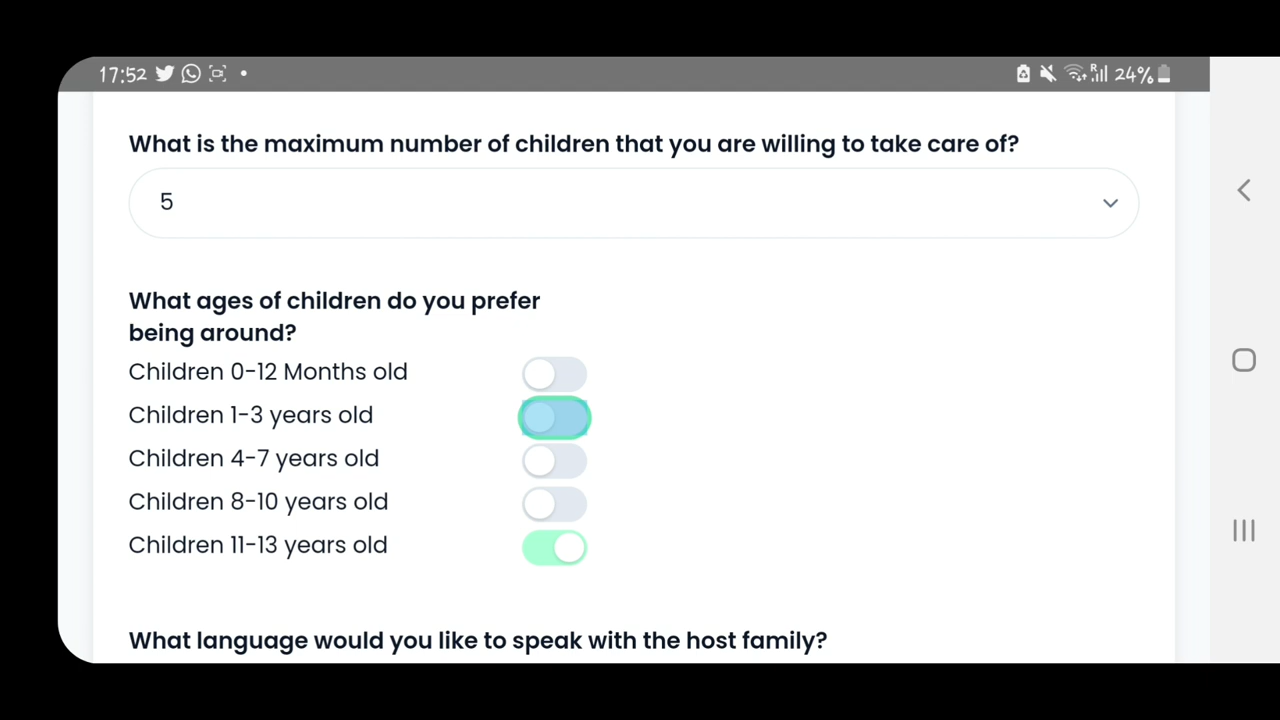 17:52
24%
What is the maximum number of children that you are willing to take care of?
5
What ages of children do you prefer
being around?
Children 0-12 Months old
Children 1-3 years old
Children 4-7 years old
Children 8-10 years old
Children 11-13 years old
What language would you like to speak with the host family?